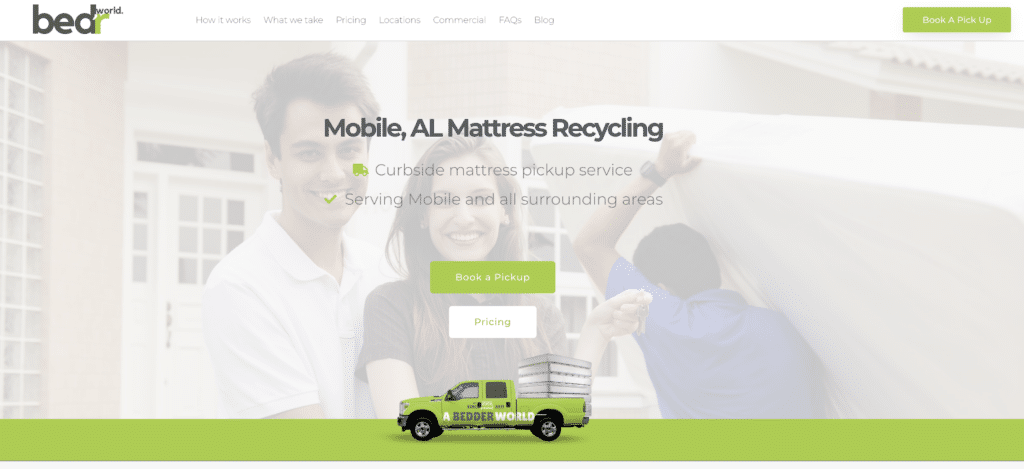 bedr world.
How it works What we take Pricing Locations Commercial FAQs Blog
Book A Pick Up
Mobile, AL Mattress Recycling
Curbside mattress pickup service
Serving Mobile and all surrounding areas
Book a Pickup
Pricing
A BEDDER WORLD